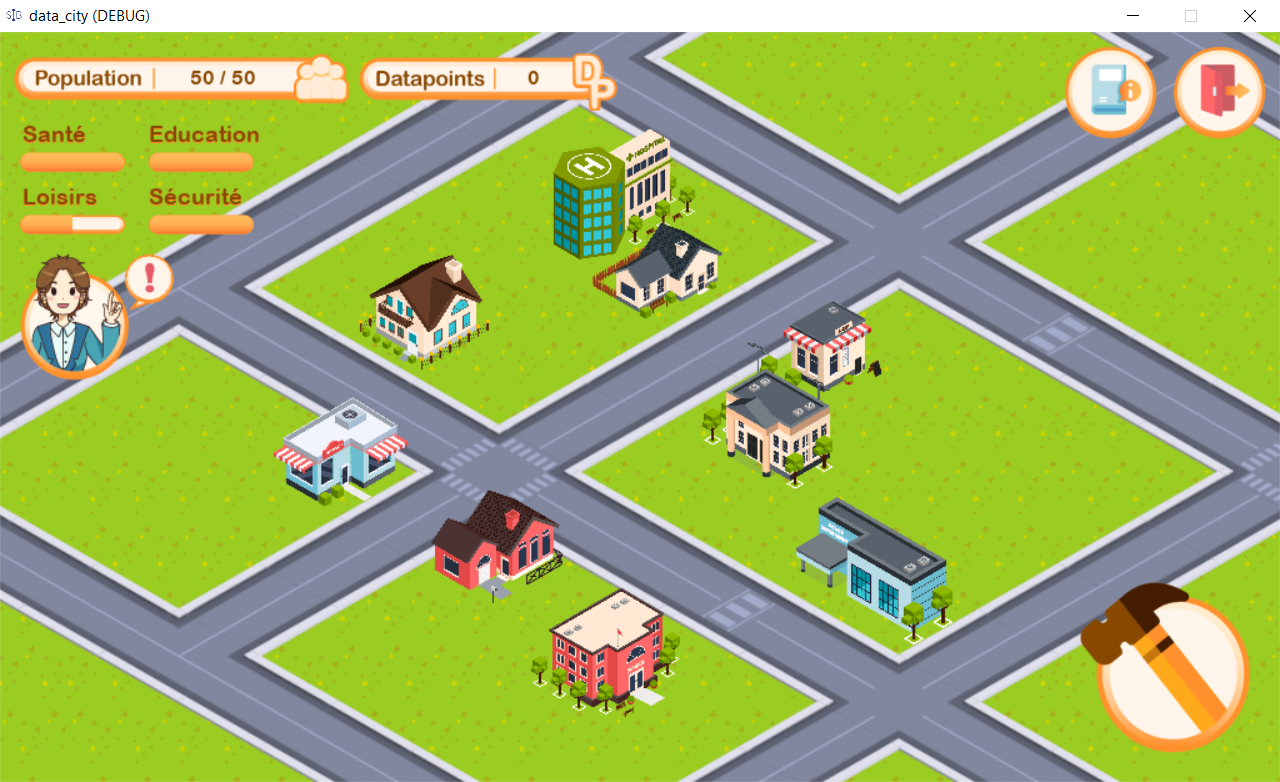 data_city (DEBUG)
Population | 50 / 50
Datapoints | 0
DP
Santé
Education
Loisirs
Sécurité
!
H
HOSPITAL